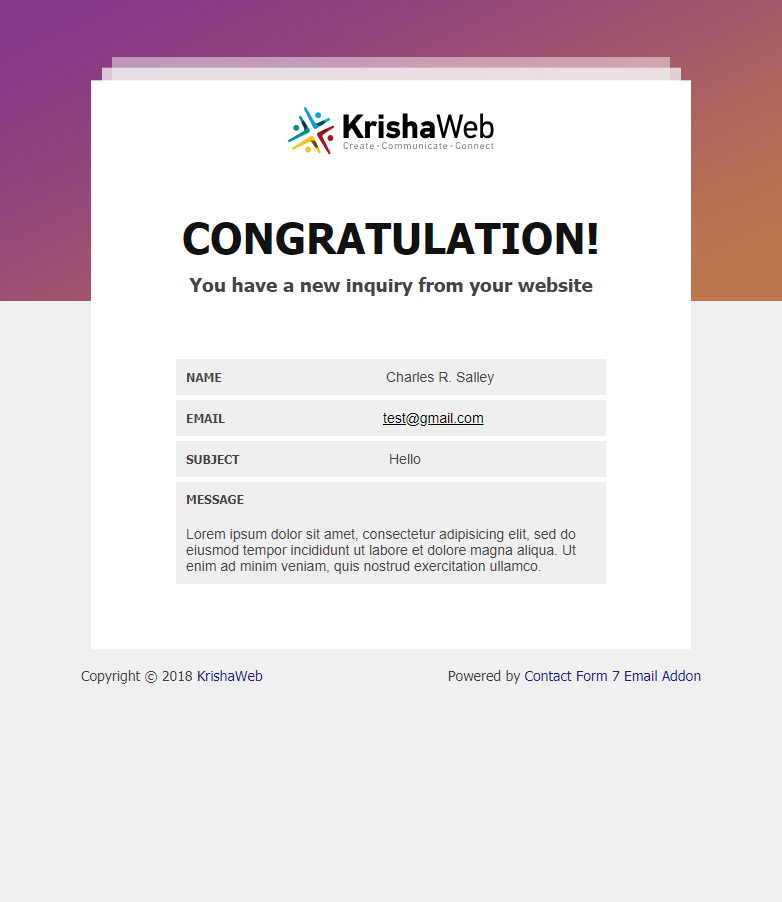 KrishaWeb
Create • Communicate • Connect
CONGRATULATION!
You have a new inquiry from your website
NAME Charles R. Salley
EMAIL test@gmail.com
SUBJECT Hello
MESSAGE
Lorem ipsum dolor sit amet, consectetur adipisicing elit, sed do
eiusmod tempor incididunt ut labore et dolore magna aliqua. Ut
enim ad minim veniam, quis nostrud exercitation ullamco.
Copyright © 2018 KrishaWeb Powered by Contact Form 7 Email Addon